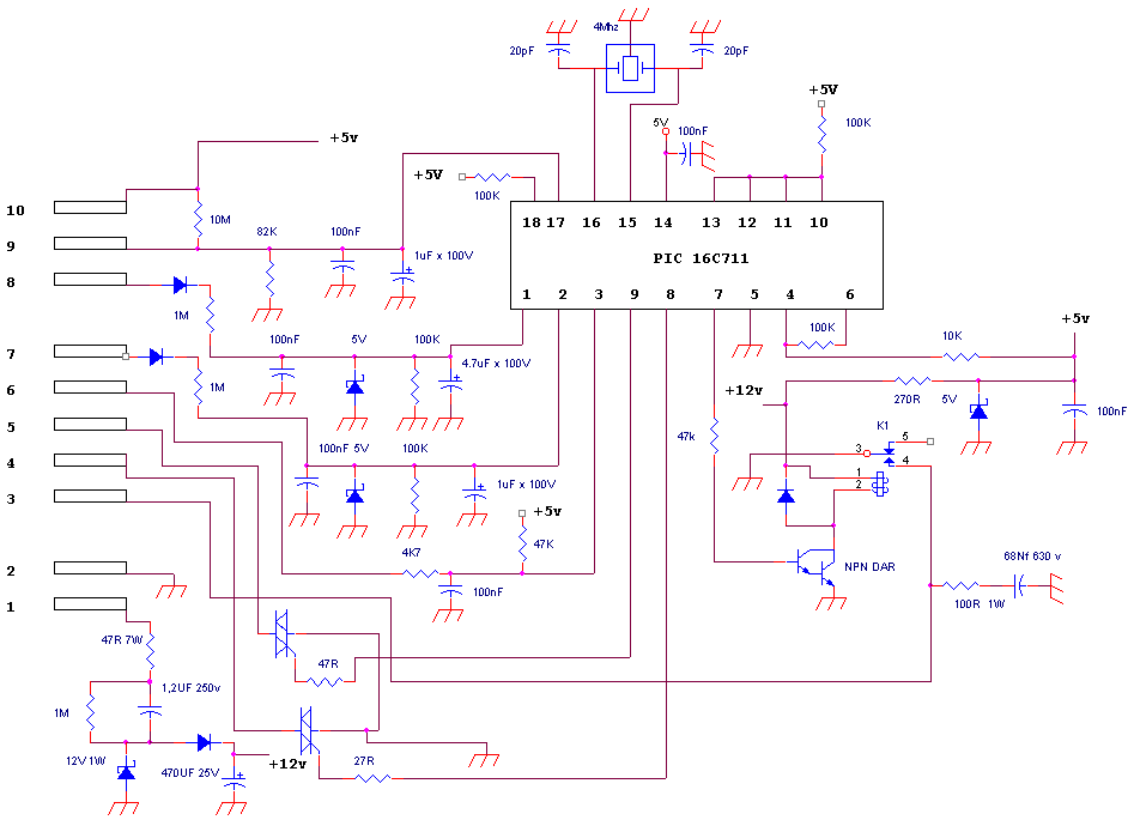 4Mhz
20pF
20pF
+5V
5V
100nF
100K
+5v
+5V
100K
10
10M
9
82K
100nF
1uF x 100V
18 17 16 15 14 13 12 11 10
PIC 16C711
1 2 3 9 8 7 5 4 6
8
1M
100K
+5v
10K
7
1M
100nF
5V
100K
4.7uF x 100V
6
+12v
270R
5V
100nF
5
47k
K1
5
3
4
4
100nF
5V
100K
1uF x 100V
1
2
3
+5v
47K
2
4K7
100nF
NPN DAR
68Nf 630 v
100R 1W
1
47R 7W
47R
1,2UF 250v
1M
12V 1W
470UF 25V
+12v
27R